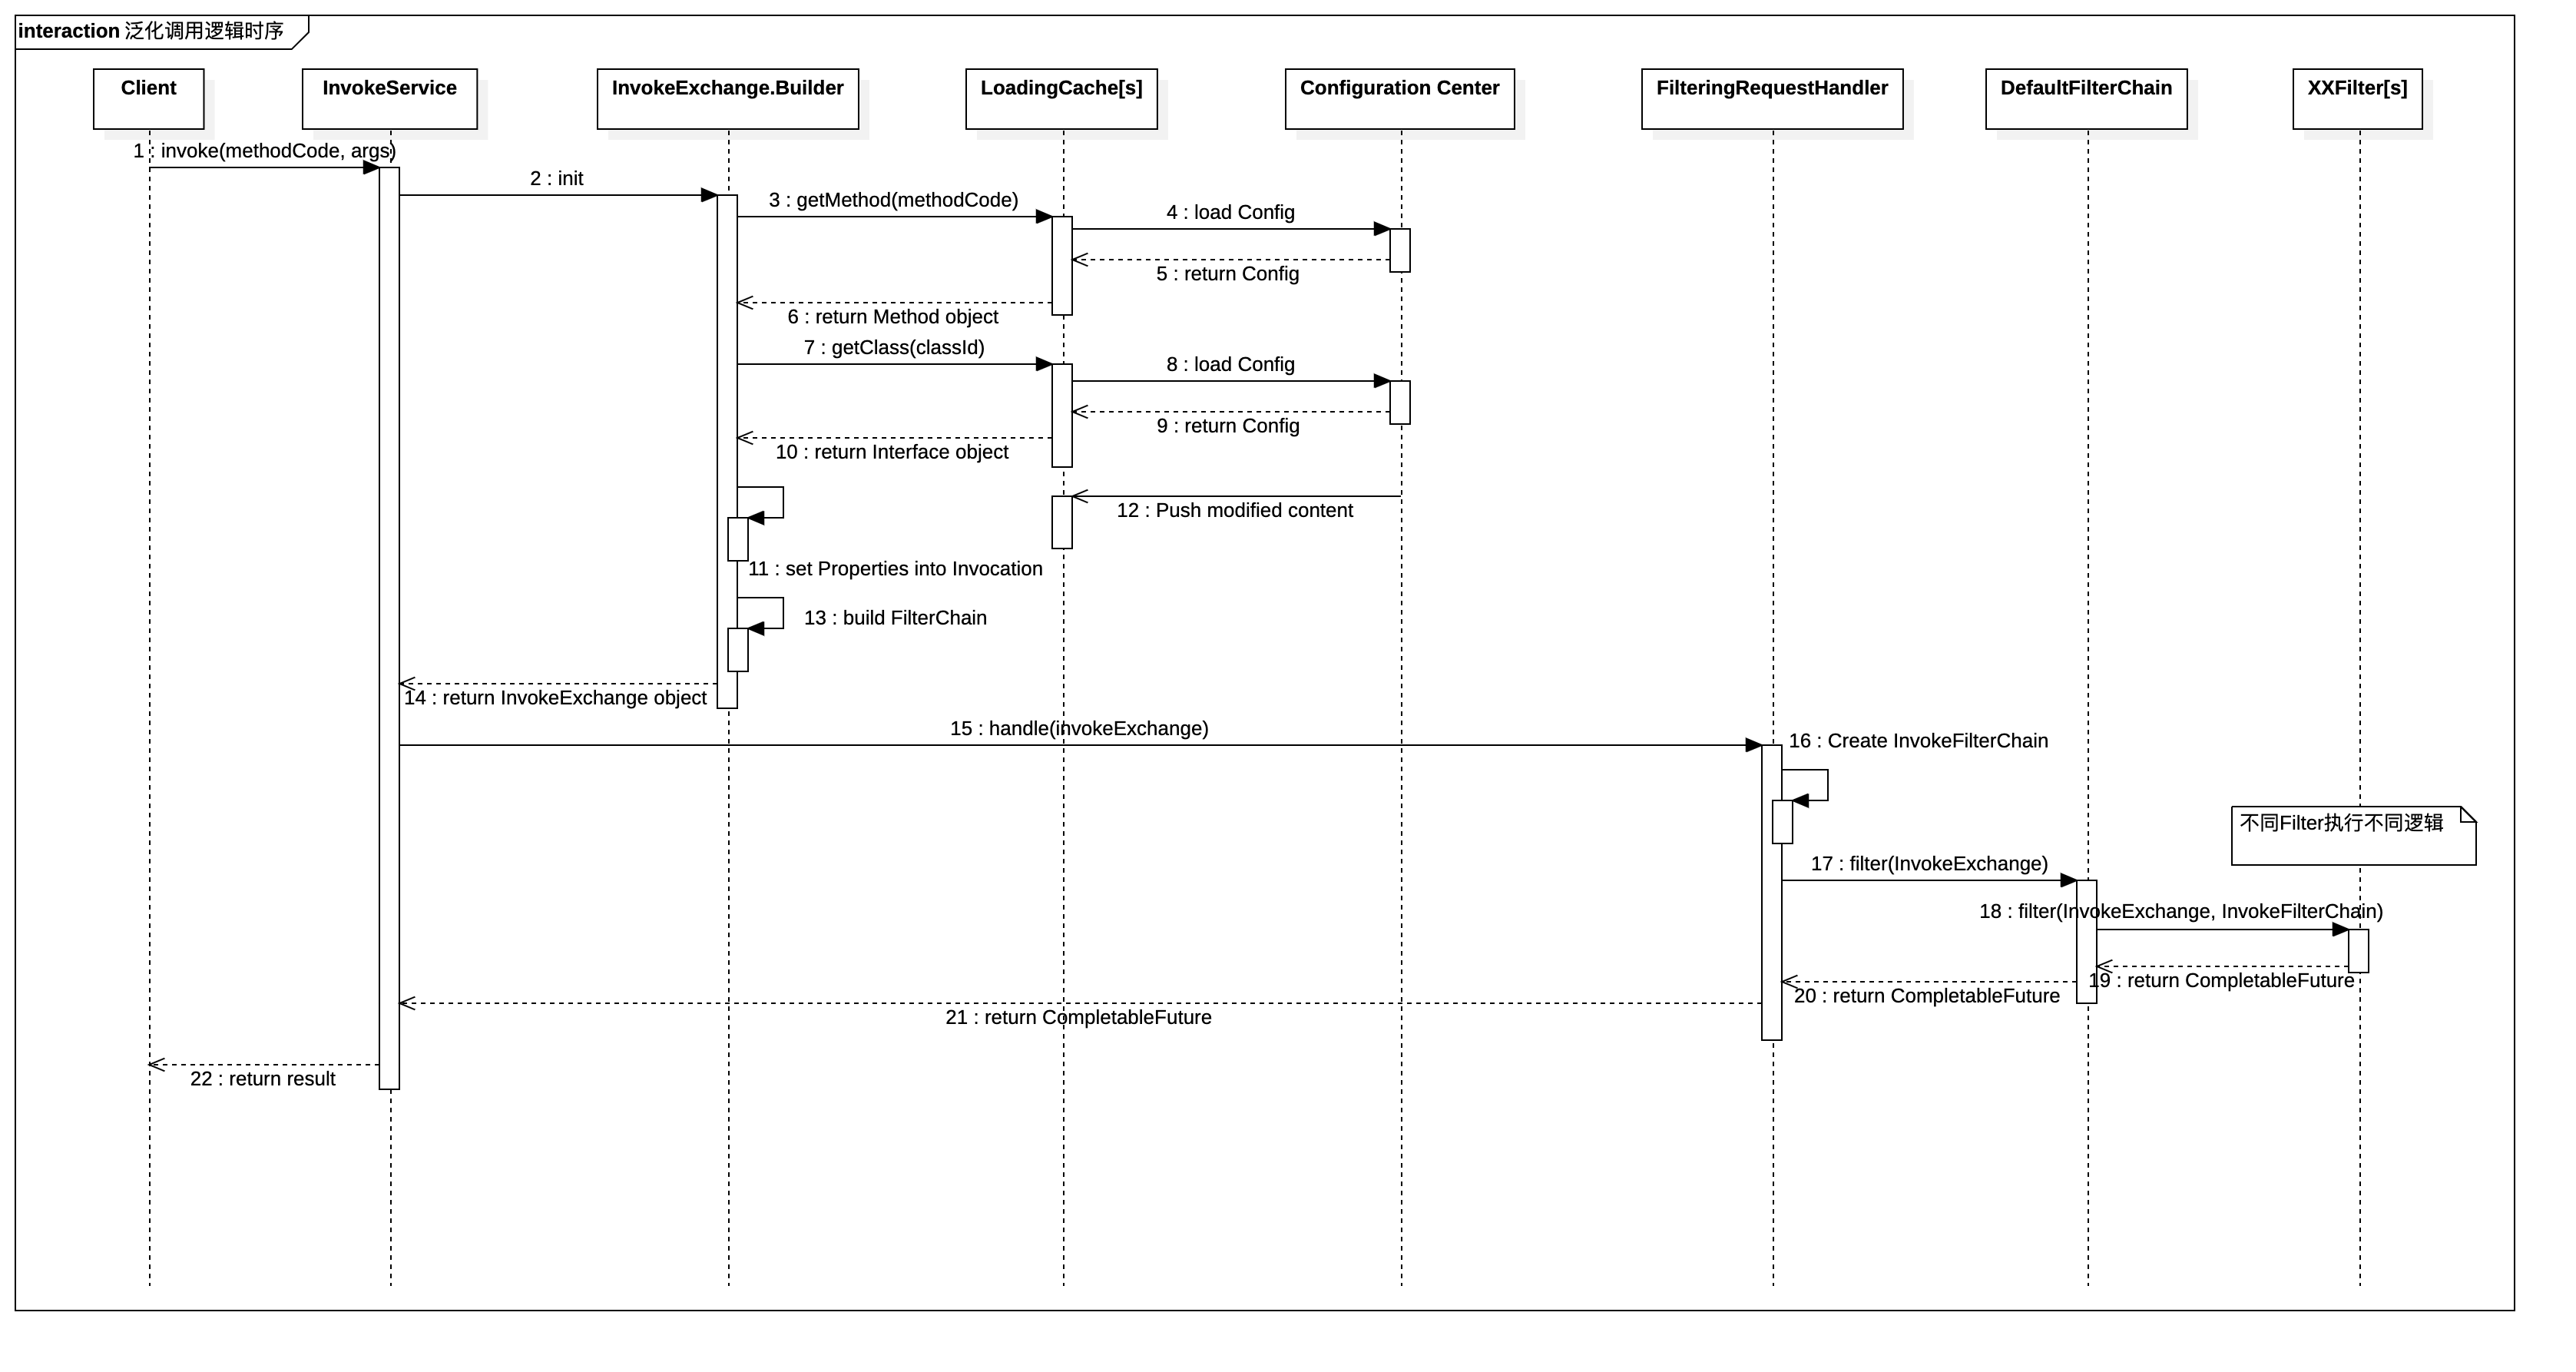 interaction 泛化调用逻辑时序
Client
InvokeService
InvokeExchange.Builder
LoadingCache[s]
Configuration Center
FilteringRequestHandler
DefaultFilterChain
XXFilter[s]
1 : invoke(methodCode, args)
2 : init
3 : getMethod(methodCode)
4 : load Config
5 : return Config
6 : return Method object
7 : getClass(classId)
8 : load Config
9 : return Config
10 : return Interface object
12 : Push modified content
11 : set Properties into Invocation
13 : build FilterChain
14 : return InvokeExchange object
15 : handle(invokeExchange)
16 : Create InvokeFilterChain
不同Filter执行不同逻辑
17 : filter(InvokeExchange)
18 : filter(InvokeExchange, InvokeFilterChain)
19 : return CompletableFuture
20 : return CompletableFuture
21 : return CompletableFuture
22 : return result